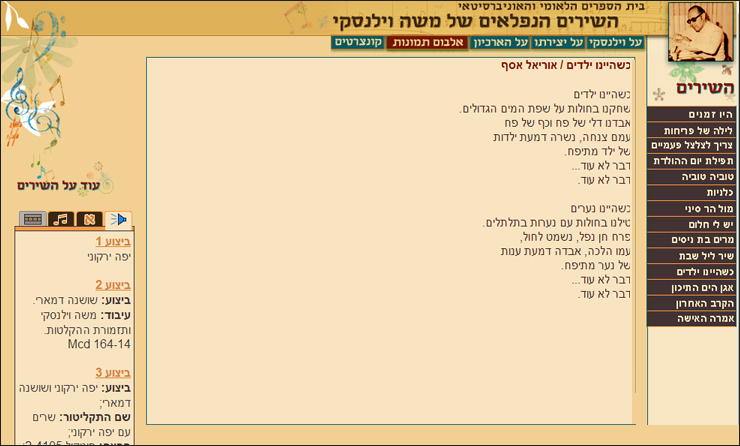 בית הספרים הלאומי והאוניברסיטאי
השירים הנפלאים של משה וילנסקי
על וילנסקי
על יצירתו
על הארכיון
אלבום תמונות
קונצרטים
השירים
היו זמנים
לילה של פריחות
צריך לצלצל פעמיים
תפילת יום ההולדת
טוביה טוביה
כלניות
מול הר סיני
יש לי חלום
מרים בת ניסים
שיר ליל שבת
כשהיינו ילדים
אגן הים התיכון
הקרב האחרון
אמרה האישה
כשהיינו ילדים / אוריאל אסף
כשהיינו ילדים
שחקנו בחולות על שפת המים הגדולים.
אבדנו דלי של פח וכף של פח
עמם צנחה, נשרה דמעת ילדות
של ילד מתיפח.
דבר לא עוד...
דבר לא עוד.
כשהיינו נערים
טילנו בחולות עם נערות בתלתלים.
פרח חן נפל, נשמט לחול,
עמו הלכה, אבדה דמעת ענות
של נער מתיפח.
דבר לא עוד...
דבר לא עוד.
עוד על השירים
א
ביצוע 1
יפה ירקוני
ביצוע 2
ביצוע: שושנה דמארי.
עיבוד: משה וילנסקי
ותזמורת ההקלטות.
Mcd 164-14
ביצוע 3
ביצוע: יפה ירקוני ושושנה
דמארי;
שם התקליטור: שרים
עם יפה ירקוני;